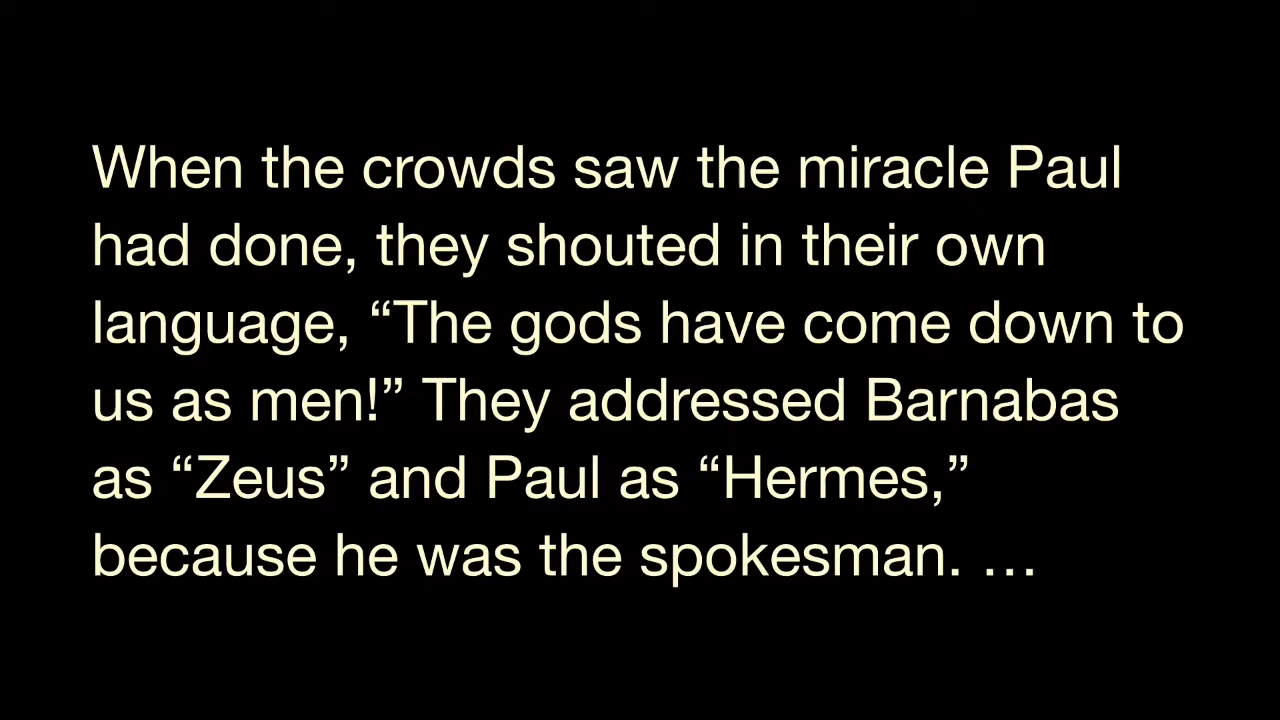 When the crowds saw the miracle Paul
had done, they shouted in their own
language, “The gods have come down to
us as men!” They addressed Barnabas
as “Zeus” and Paul as “Hermes,”
because he was the spokesman. …